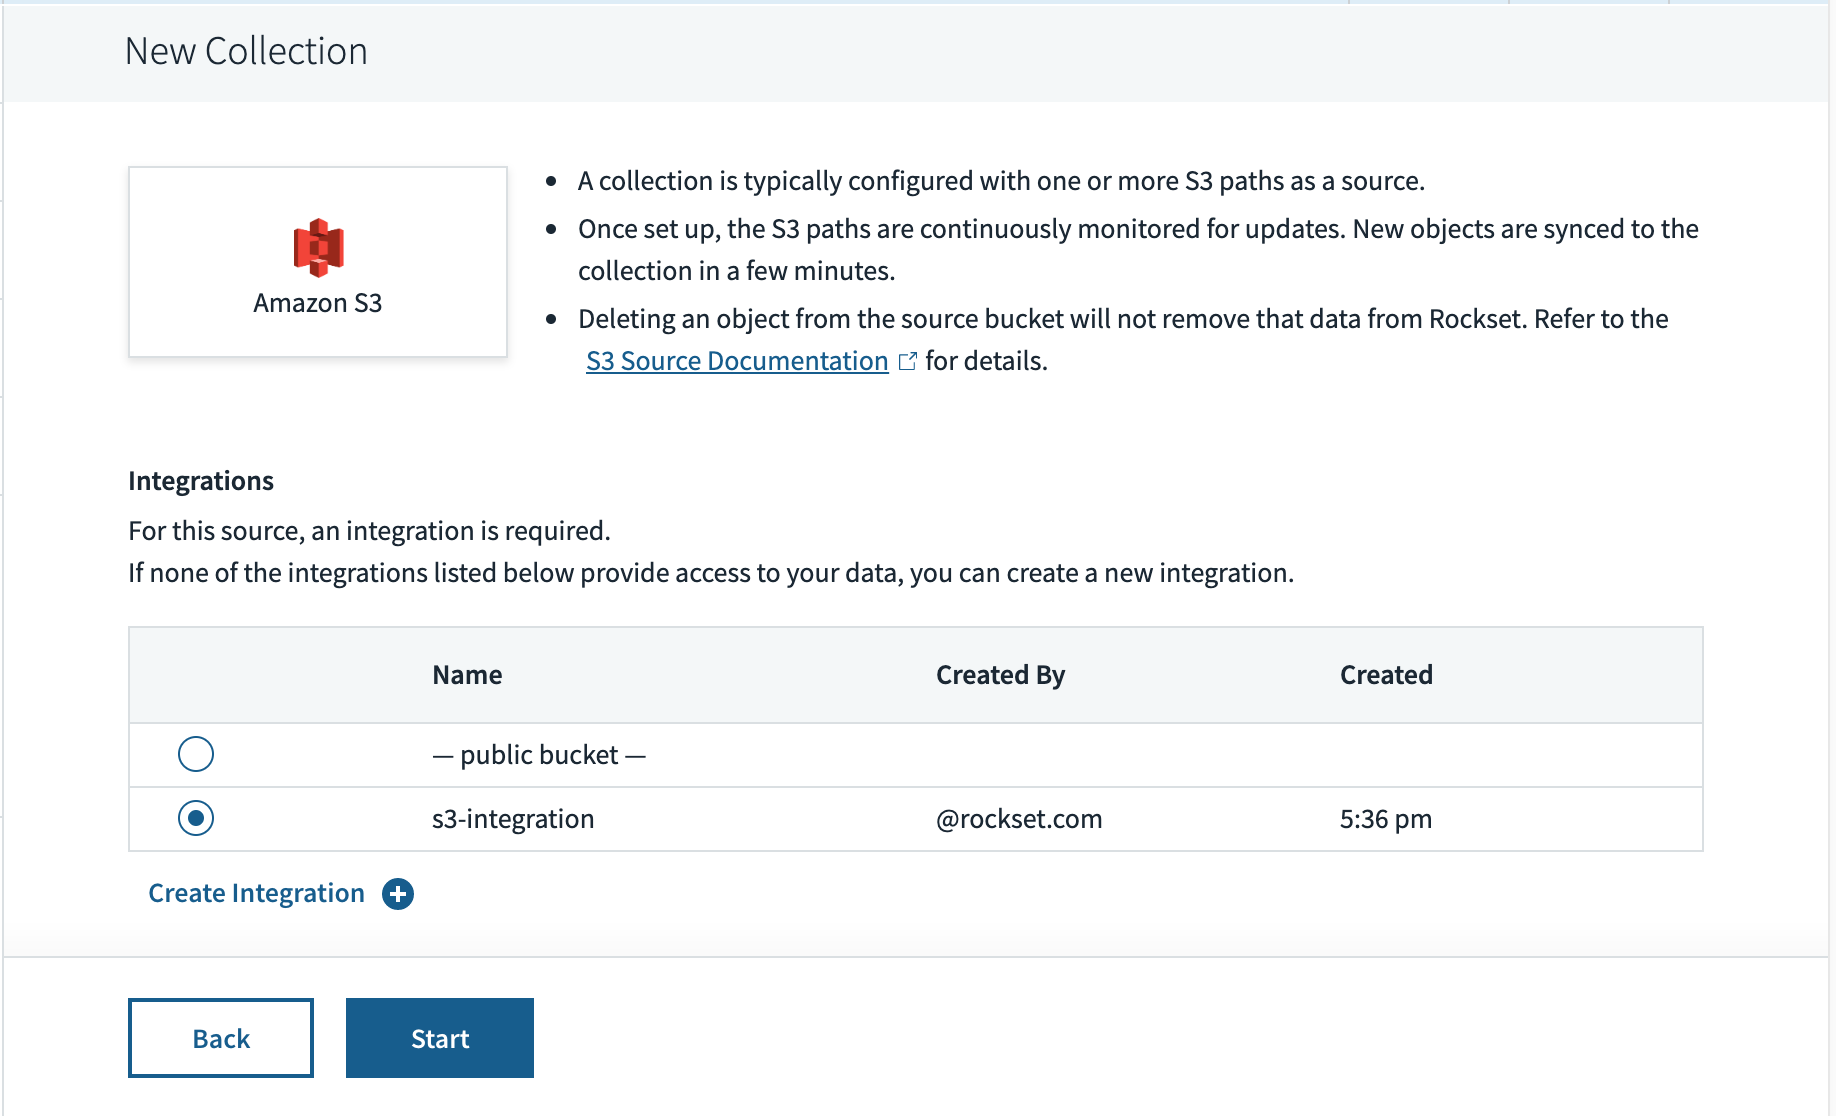 New Collection
Amazon S3
• A collection is typically configured with one or more S3 paths as a source.
• Once set up, the S3 paths are continuously monitored for updates. New objects are synced to the
collection in a few minutes.
• Deleting an object from the source bucket will not remove that data from Rockset. Refer to the
S3 Source Documentation for details.
Integrations
For this source, an integration is required.
If none of the integrations listed below provide access to your data, you can create a new integration.
Name Created By Created
— public bucket —
s3-integration @rockset.com 5:36 pm
Create Integration
Back Start